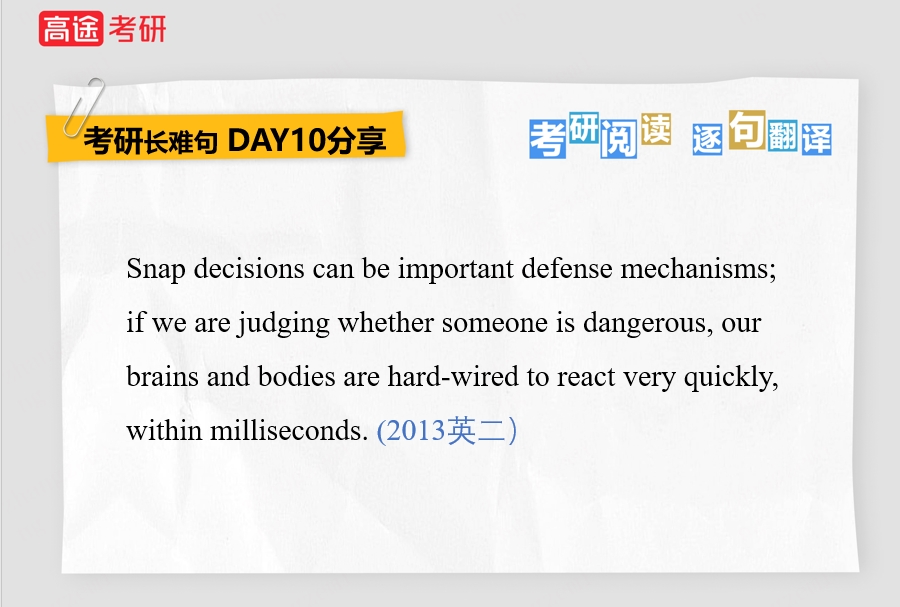 高途考研
考研长难句 DAY10分享
考研阅读 逐句翻译
Snap decisions can be important defense mechanisms;
if we are judging whether someone is dangerous, our
brains and bodies are hard-wired to react very quickly,
within milliseconds. (2013英二）